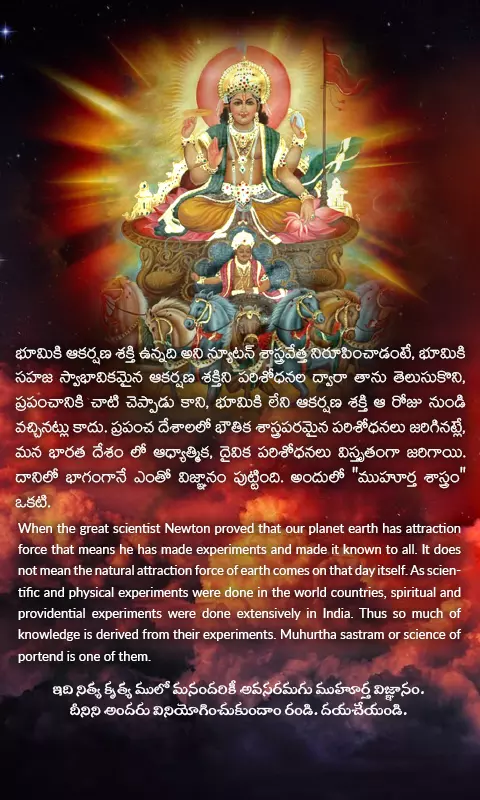 భూమికి ఆకర్షణ శక్తి ఉన్నది అని న్యూటన్ శాస్త్రవేత్త నిరూపించాడంటే, భూమికి
సహజ స్వాభావికమైన ఆకర్షణ శక్తిని పరిశోధనల ద్వారా తాను తెలుసుకొని,
ప్రపంచానికి చాటి చెప్పాడు కాని, భూమికి లేని ఆకర్షణ శక్తి ఆ రోజు నుండి
వచ్చినట్లు కాదు. ప్రపంచ దేశాలలో భౌతిక శాస్త్రపరమైన పరిశోధనలు జరిగినట్లే,
మన భారత దేశం లో ఆధ్యాత్మిక, దైవిక పరిశోధనలు విస్తృతంగా జరిగాయి.
దానిలో భాగంగానే ఎంతో విజ్ఞానం పుట్టింది. అందులో "ముహూర్త శాస్త్రం"
ఒకటి.
When the great scientist Newton proved that our planet earth has attraction
force that means he has made experiments and made it known to all. It does
not mean the natural attraction force of earth comes on that day itself. As scien-
tific and physical experiments were done in the world countries, spiritual and
providential experiments were done extensively in India. Thus so much of
knowledge is derived from their experiments. Muhurtha sastram or science of
portend is one of them.
ఇది నిత్య కృత్య ములో మనందరికీ అవసరమగు ముహూర్త విజ్ఞానం.
దీనిని అందరు వినియోగించుకుందాం రండి. దయచేయండి.